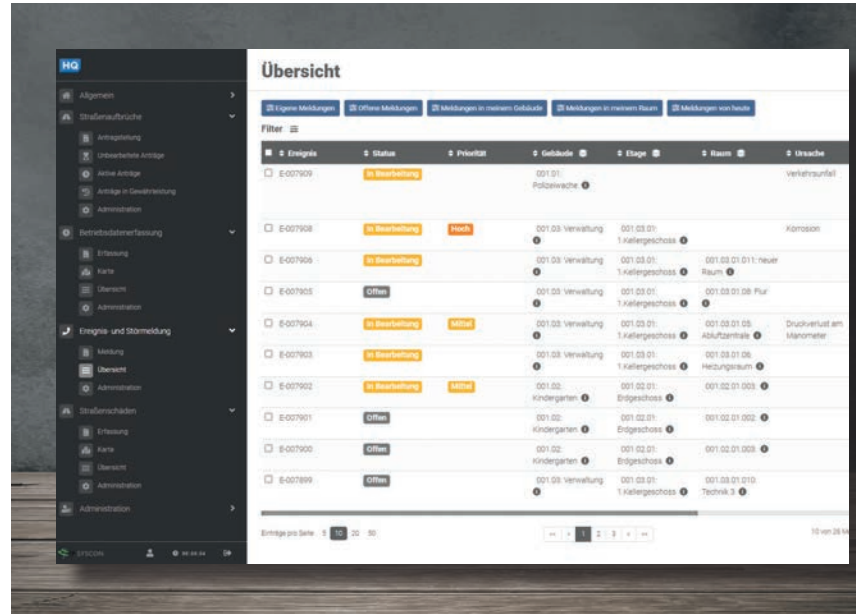 HQ
Allgemein
Straßenaufbrüche
Antragstellung
Unbearbeitete Anträge
Aktive Anträge
Anträge in Gewährleistung
Administration
Betriebsdatenerfassung
Erfassung
Karte
Übersicht
Administration
Ereignis- und Störmeldung
Meldung
Übersicht
Administration
Straßenschäden
Erfassung
Karte
Übersicht
Administration
Administration
SYSCON
Übersicht
Eigene Meldungen Offene Meldungen Meldungen in meinem Gebäude Meldungen in meinem Raum Meldungen von heute
Filter
Ereignis Status Priorität Gebäude Etage Raum Ursache
E-007909 In Bearbeitung 001.01: Verkehrsunfall
Polizeiwache
E-007908 In Bearbeitung Hoch 001.03: Verwaltung 001.03.01: Korrosion
1.Kellergeschoss
E-007906 In Bearbeitung 001.03: Verwaltung 001.03.01: 001.03.01.011: neuer
1.Kellergeschoss Raum
E-007905 Offen 001.03: Verwaltung 001.03.01: 001.03.01.08: Flur
1.Kellergeschoss
E-007904 In Bearbeitung Mittel 001.03: Verwaltung 001.03.01: 001.03.01.05: Druckverlust am
1.Kellergeschoss Abluftzentrale Manometer
E-007903 In Bearbeitung 001.03: Verwaltung 001.03.01: 001.03.01.06:
1.Kellergeschoss Heizungsraum
E-007902 In Bearbeitung Mittel 001.02: 001.02.01: 001.02.01.003:
Kindergarten Erdgeschoss
E-007901 Offen 001.02: 001.02.01: 001.02.01.002:
Kindergarten Erdgeschoss
E-007900 Offen 001.02: 001.02.01: 001.02.01.003:
Kindergarten Erdgeschoss
E-007899 Offen 001.03: Verwaltung 001.03.01: 001.03.01.010:
1.Kellergeschoss Technik 3
Einträge pro Seite 5 10 20 50 1 2 3 10 von 26